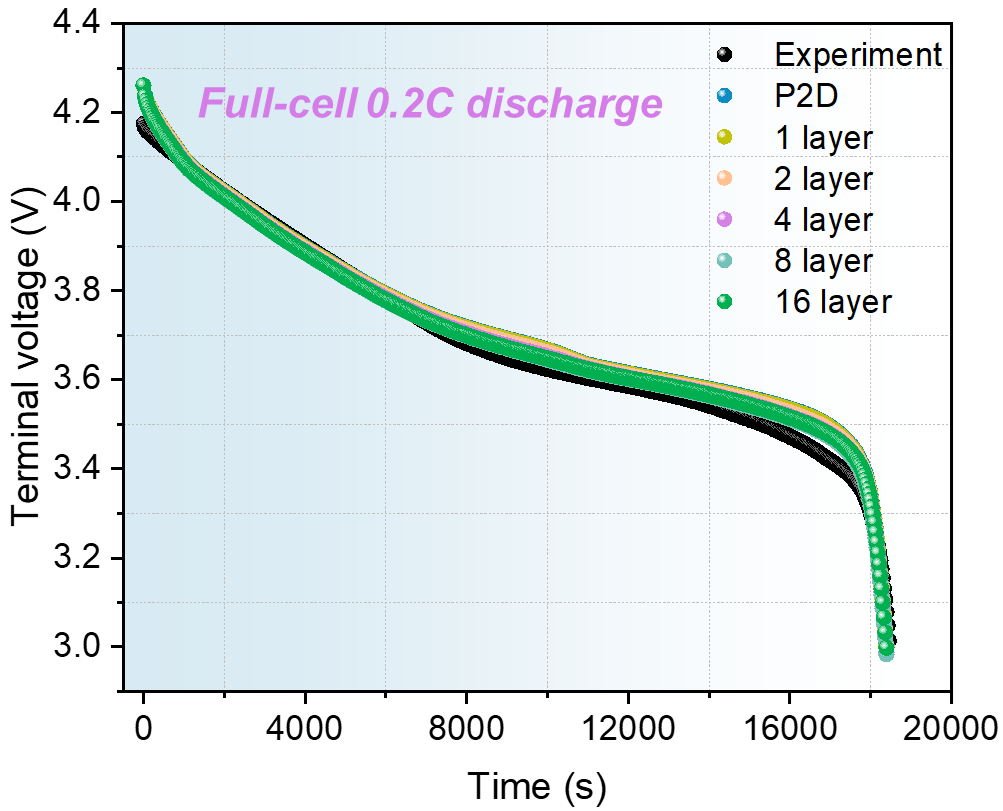 4.4
4.2
4.0
3.8
3.6
3.4
3.2
3.0
Terminal voltage (V)
Full-cell 0.2C discharge
Experiment
P2D
1 layer
2 layer
4 layer
8 layer
16 layer
0
4000
8000
12000
16000
20000
Time (s)